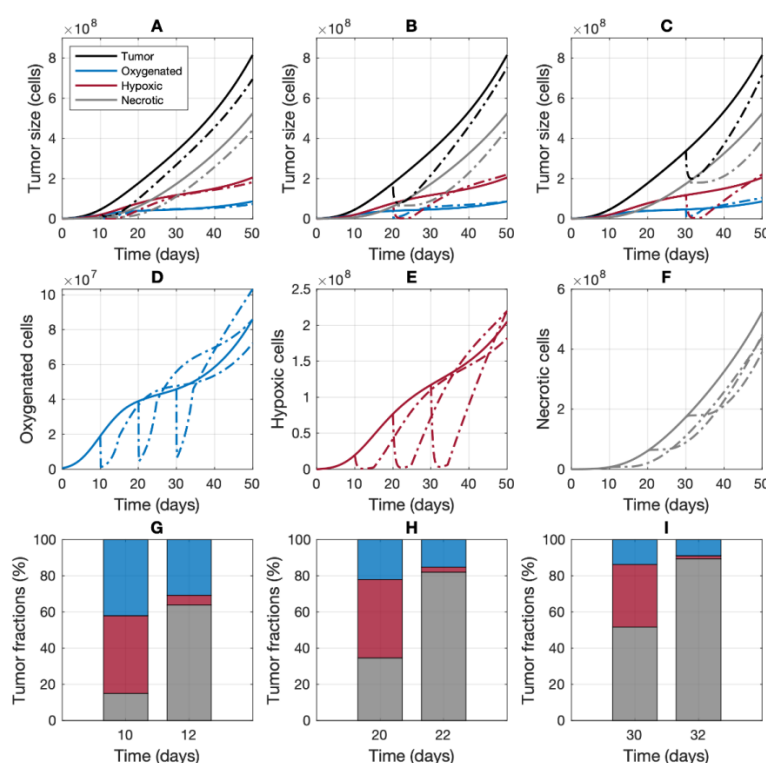 A
×10⁸
Tumor size (cells)
8
6
4
2
0
Tumor
Oxygenated
Hypoxic
Necrotic
0 10 20 30 40 50
Time (days)
B
×10⁸
Tumor size (cells)
8
6
4
2
0
0 10 20 30 40 50
Time (days)
C
×10⁸
Tumor size (cells)
8
6
4
2
0
0 10 20 30 40 50
Time (days)
D
×10⁷
Oxygenated cells
10
8
6
4
2
0
0 10 20 30 40 50
Time (days)
E
×10⁸
Hypoxic cells
2.5
2
1.5
1
0.5
0
0 10 20 30 40 50
Time (days)
F
×10⁸
Necrotic cells
6
4
2
0
0 10 20 30 40 50
Time (days)
G
Tumor fractions (%)
100
80
60
40
20
0
10 12
Time (days)
H
Tumor fractions (%)
100
80
60
40
20
0
20 22
Time (days)
I
Tumor fractions (%)
100
80
60
40
20
0
30 32
Time (days)